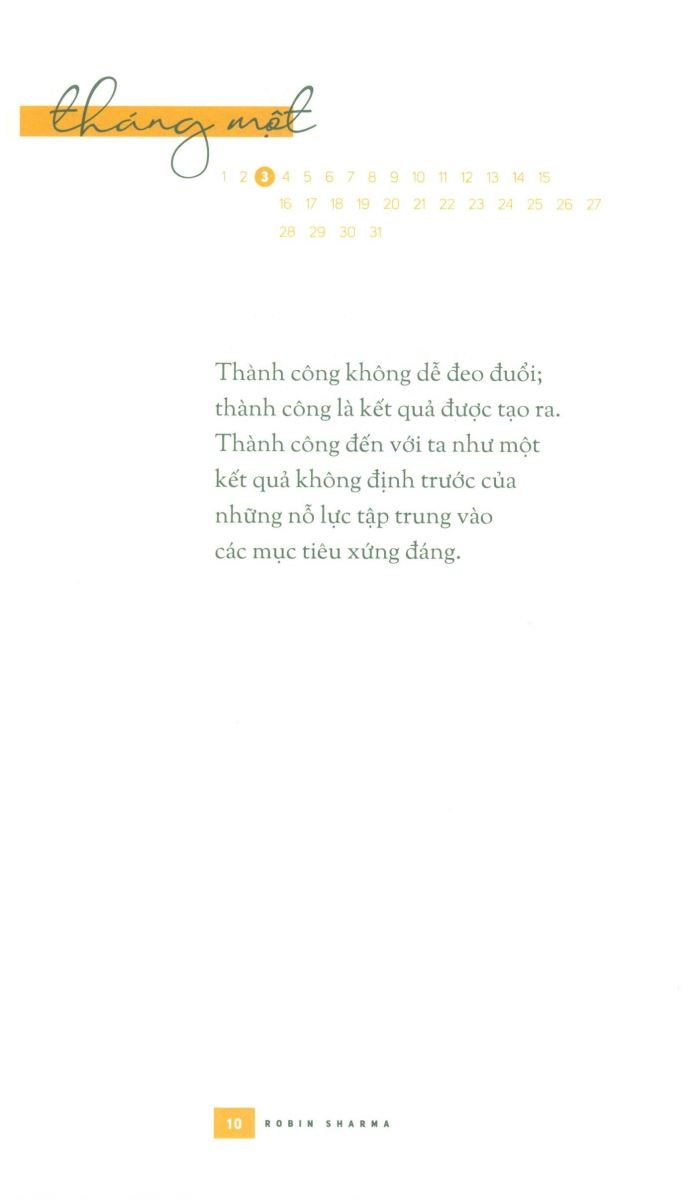 tháng một
1 2 3 4 5 6 7 8 9 10 11 12 13 14 15
16 17 18 19 20 21 22 23 24 25 26 27
28 29 30 31
Thành công không dễ đeo đuổi;
thành công là kết quả được tạo ra.
Thành công đến với ta như một
kết quả không định trước của
những nỗ lực tập trung vào
các mục tiêu xứng đáng.
10 ROBIN SHARMA